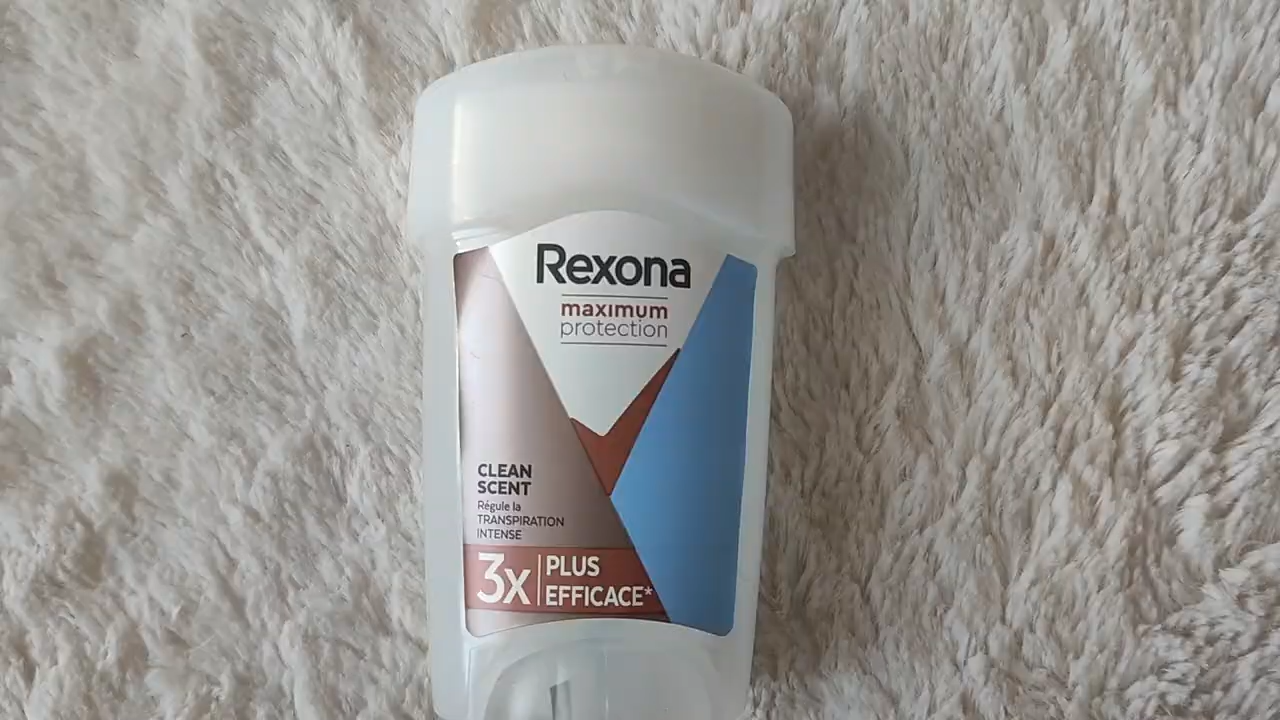 Rexona
maximum
protection
CLEAN
SCENT
Régule la
TRANSPIRATION
INTENSE
3x PLUS
EFFICACE*